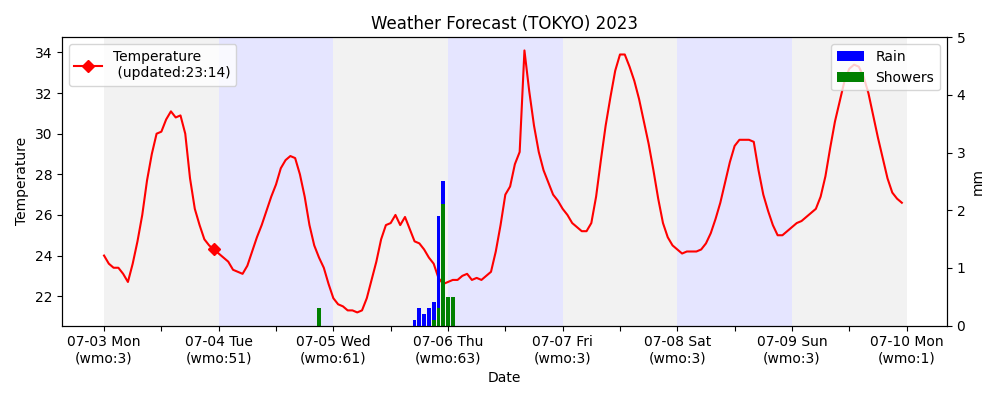 Weather Forecast (TOKYO) 2023
Temperature
(updated:23:14)
Rain
Showers
Temperature
34
32
30
28
26
24
22
5
4
3
2
1
0
mm
07-03 Mon
(wmo:3)
07-04 Tue
(wmo:51)
07-05 Wed
(wmo:61)
07-06 Thu
(wmo:63)
07-07 Fri
(wmo:3)
07-08 Sat
(wmo:3)
07-09 Sun
(wmo:3)
07-10 Mon
(wmo:1)
Date